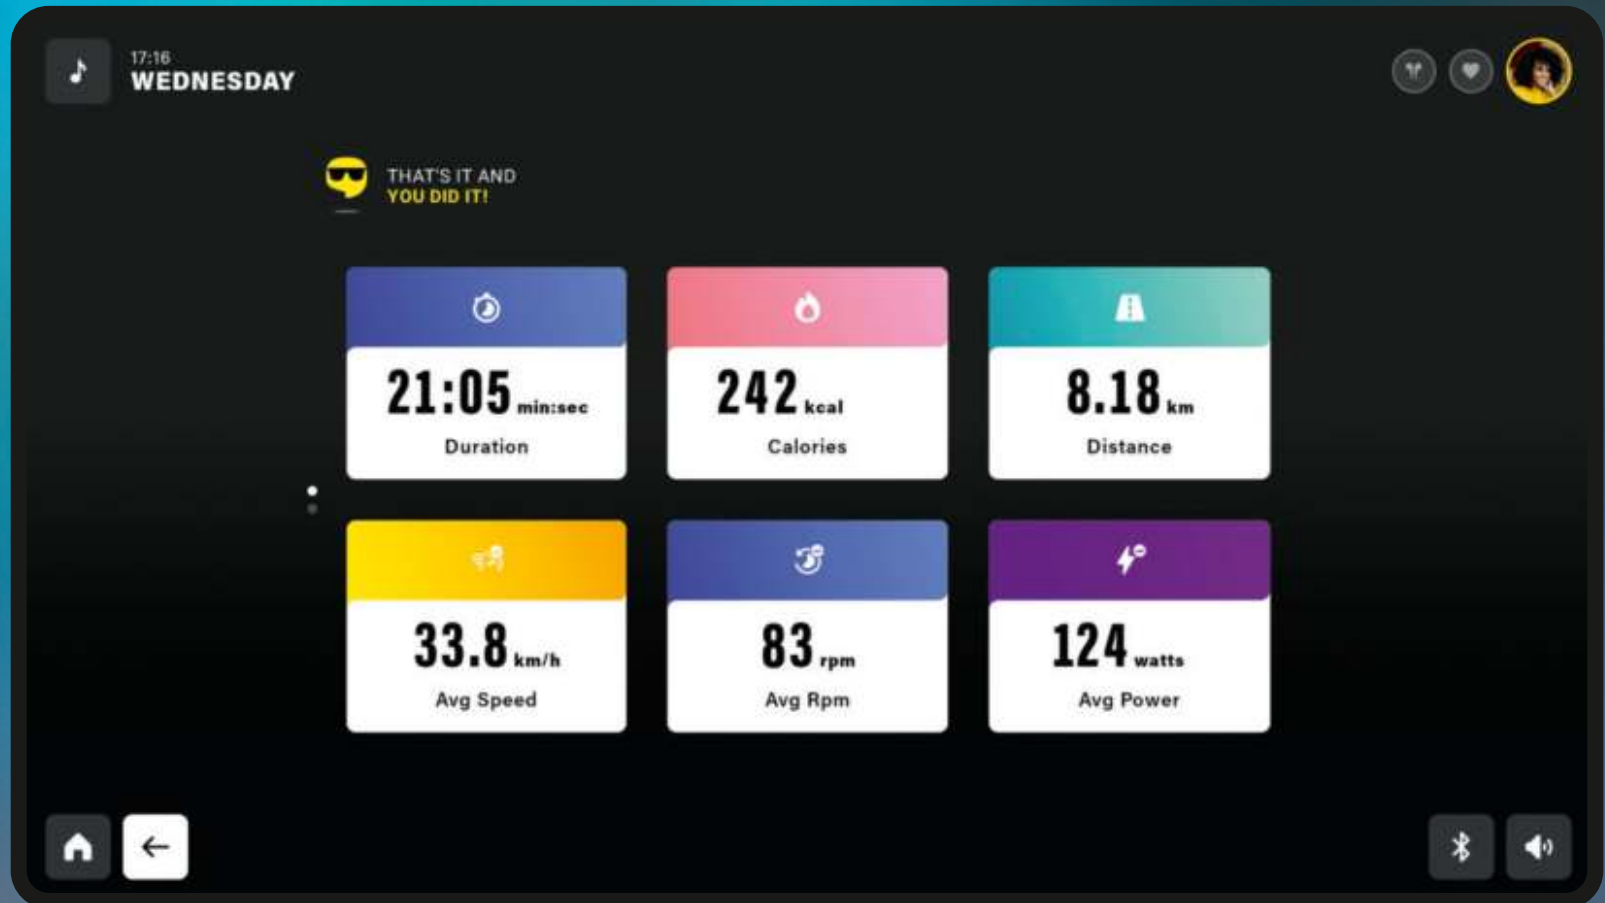 17:16
WEDNESDAY
THAT'S IT AND
YOU DID IT!
21:05 min:sec
Duration
242 kcal
Calories
8.18 km
Distance
33.8 km/h
Avg Speed
83 rpm
Avg Rpm
124 watts
Avg Power